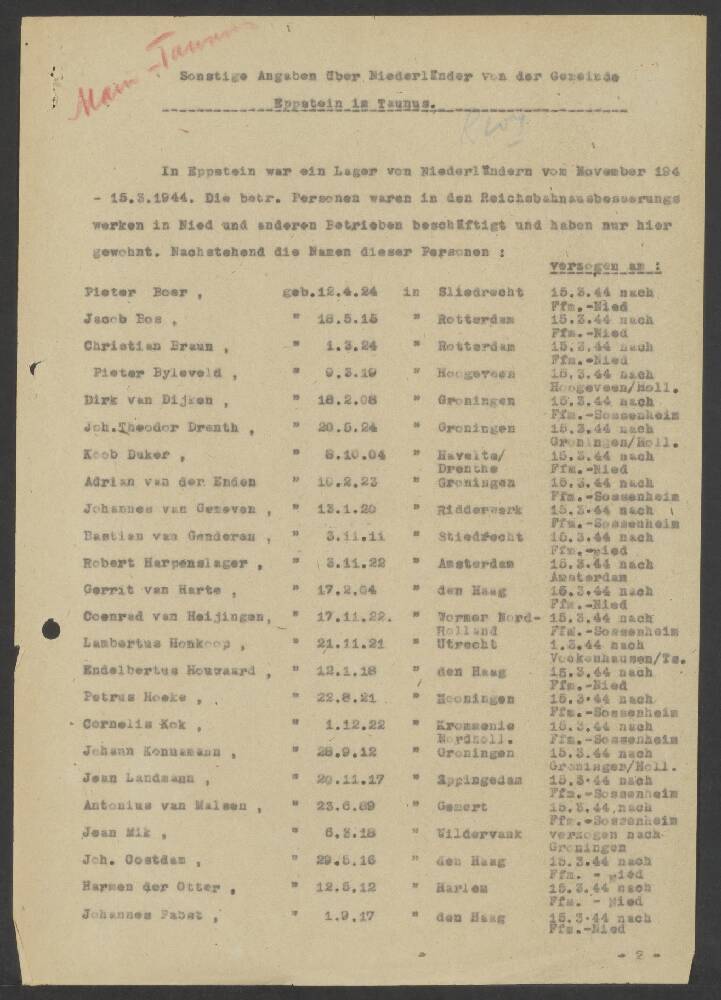 Main-Taunus
Sonstige Angaben über Niederländer von der Gemeinde
Eppstein im Taunus.
In Eppstein war ein Lager von Niederländern vom November 194
- 15.3.1944. Die betr. Personen waren in den Reichsbahnausbesserungs
werken in Nied und anderen Betrieben beschäftigt und haben nur hier
gewohnt. Nachstehend die Namen dieser Personen :
verzogen am :
Pieter Boer , geb.12.4.24 in Sliedrecht 15.3.44 nach
Ffm.-Nied
Jacob Bos , " 18.5.15 " Rotterdam 15.3.44 nach
Ffm.-Nied
Christian Braun , " 1.3.24 " Rotterdam 15.3.44 nach
Ffm.-Nied
Pieter Byleveld , " 9.3.19 " Hoogeveen 15.3.44 nach
Hoogeveen/Holl.
Dirk van Dijken , " 18.2.08 " Groningen 15.3.44 nach
Ffm.-Sossenheim
Joh.Theodor Drenth , " 20.5.24 " Groningen 15.3.44 nach
Groningen/Holl.
Koob Duker , " 8.10.04 " Havelte/ 15.3.44 nach
Drenthe Ffm.-Nied
Adrian van der Enden " 10.2.23 " Groningen 15.3.44 nach
Ffm.-Sossenheim
Johannes van Gemeven , " 13.1.20 " Ridderwerk 15.3.44 nach
Ffm.-Sossenheim
Bastian van Genderen , " 3.11.11 " Stiedrecht 15.3.44 nach
Ffm.-Nied
Robert Harpenslager , " 3.11.22 " Amsterdam 15.3.44 nach
Amsterdam
Gerrit van Harte , " 17.2.04 " den Haag 15.3.44 nach
Ffm.-Nied
Coenrad van Heijingen, " 17.11.22. " Wormer Nord- 15.3.44 nach
Holland Ffm.-Sossenheim
Lambertus Honkoop , " 21.11.21 " Utrecht 1.3.44 nach
Vockenhausen/Ts.
Endelbertus Houwaard , " 12.1.18 " den Haag 15.3.44 nach
Ffm.-Nied
Petrus Hoeke , " 22.8.21 " Hooningen 15.3.44 nach
Ffm.-Sossenheim
Cornelis Kok , " 1.12.22 " Krommenie 15.3.44 nach
Nordholl. Ffm.-Sossenheim
Johann Konnemann , " 28.9.12 " Groningen 15.3.44 nach
Groningen/Holl.
Jean Landmann , " 20.11.17 " Appingedam 15.3.44 nach
Ffm.-Sossenheim
Antonius van Malsen , " 23.6.89 " Gemert 15.3.44 nach
Ffm.-Sossenheim
Jean Mik , " 6.3.18 " Wildervank verzogen nach
Groningen
Joh. Oostdam , " 29.5.16 " den Haag 15.3.44 nach
Ffm. - Nied
Harmen der Otter , " 12.5.12 " Harlem 15.3.44 nach
Ffm. - Nied
Johannes Pabst , " 1.9.17 " den Haag 15.3.44 nach
Ffm.-Nied
- 2 -